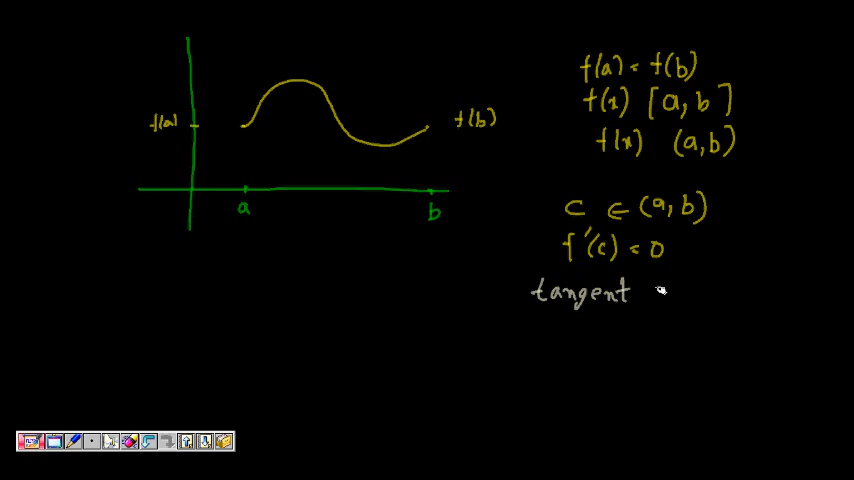 f(a) = f(b)
f(x) [a, b]
f(a) f(b) f(x) (a,b)
a b c ∈ (a, b)
f'(c) = 0
tangent